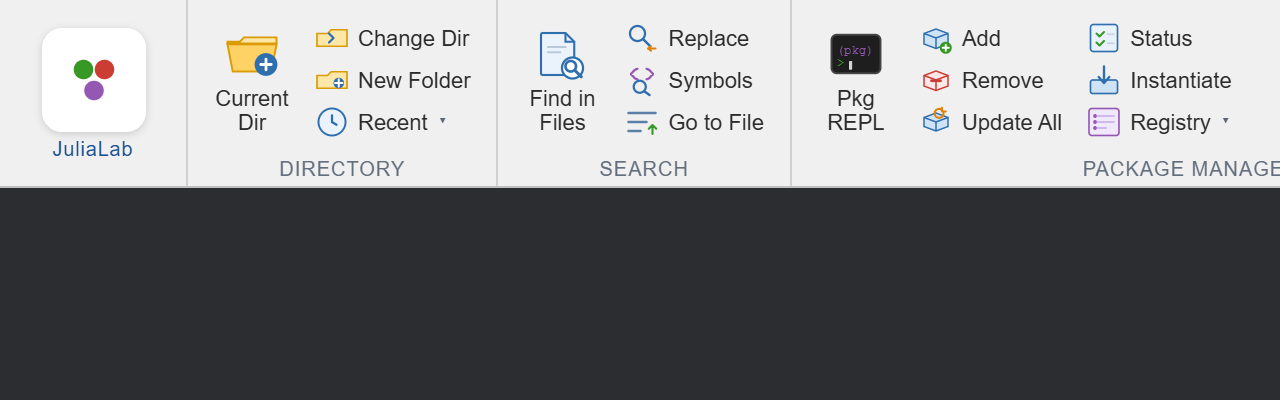 JuliaLab
Current
Dir
Change Dir
New Folder
Recent
DIRECTORY
Find in
Files
Replace
Symbols
Go to File
SEARCH
(pkg)
>
Pkg
REPL
Add
Remove
Update All
Status
Instantiate
Registry
PACKAGE MANAGE